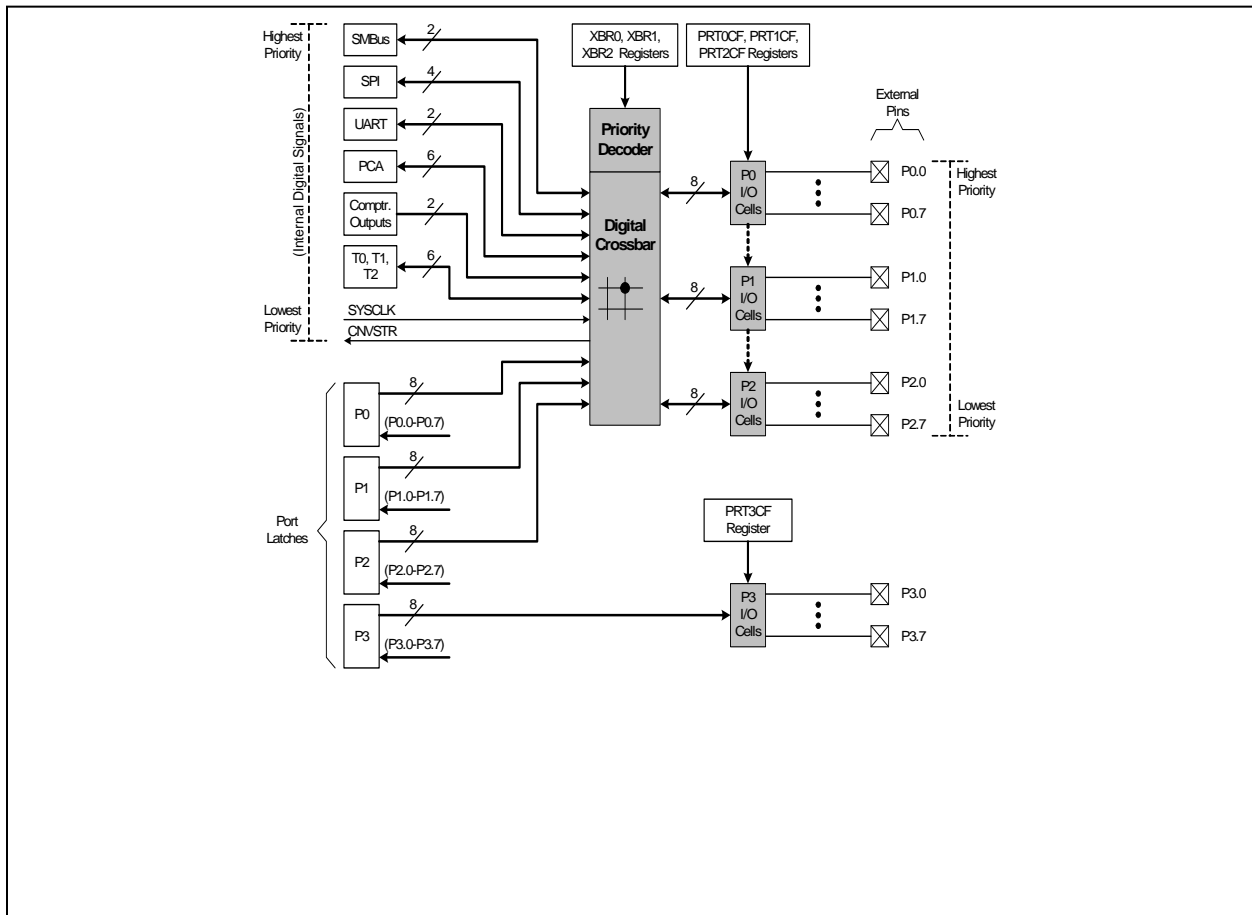 Highest
Priority
(Internal Digital Signals)
Lowest
Priority
SMBus
2
SPI
4
UART
2
PCA
6
Comptr.
Outputs
2
T0, T1,
T2
6
SYSCLK
CNVSTR
XBR0, XBR1,
XBR2 Registers
PRT0CF, PRT1CF,
PRT2CF Registers
Priority
Decoder
Digital
Crossbar
8
8
8
P0
I/O
Cells
P1
I/O
Cells
P2
I/O
Cells
External
Pins
P0.0
P0.7
P1.0
P1.7
P2.0
P2.7
Highest
Priority
Lowest
Priority
Port
Latches
P0
8
(P0.0-P0.7)
P1
8
(P1.0-P1.7)
P2
8
(P2.0-P2.7)
P3
8
(P3.0-P3.7)
PRT3CF
Register
P3
I/O
Cells
P3.0
P3.7